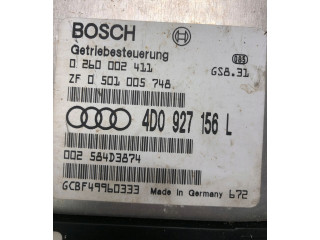 BOSCH
Getriebesteuerung
0 260 002 411 GS8.31
ZF 0 501 005 748
4D0 927 156 L
002 584D3874
GCBF49960333 Made in Germany 672